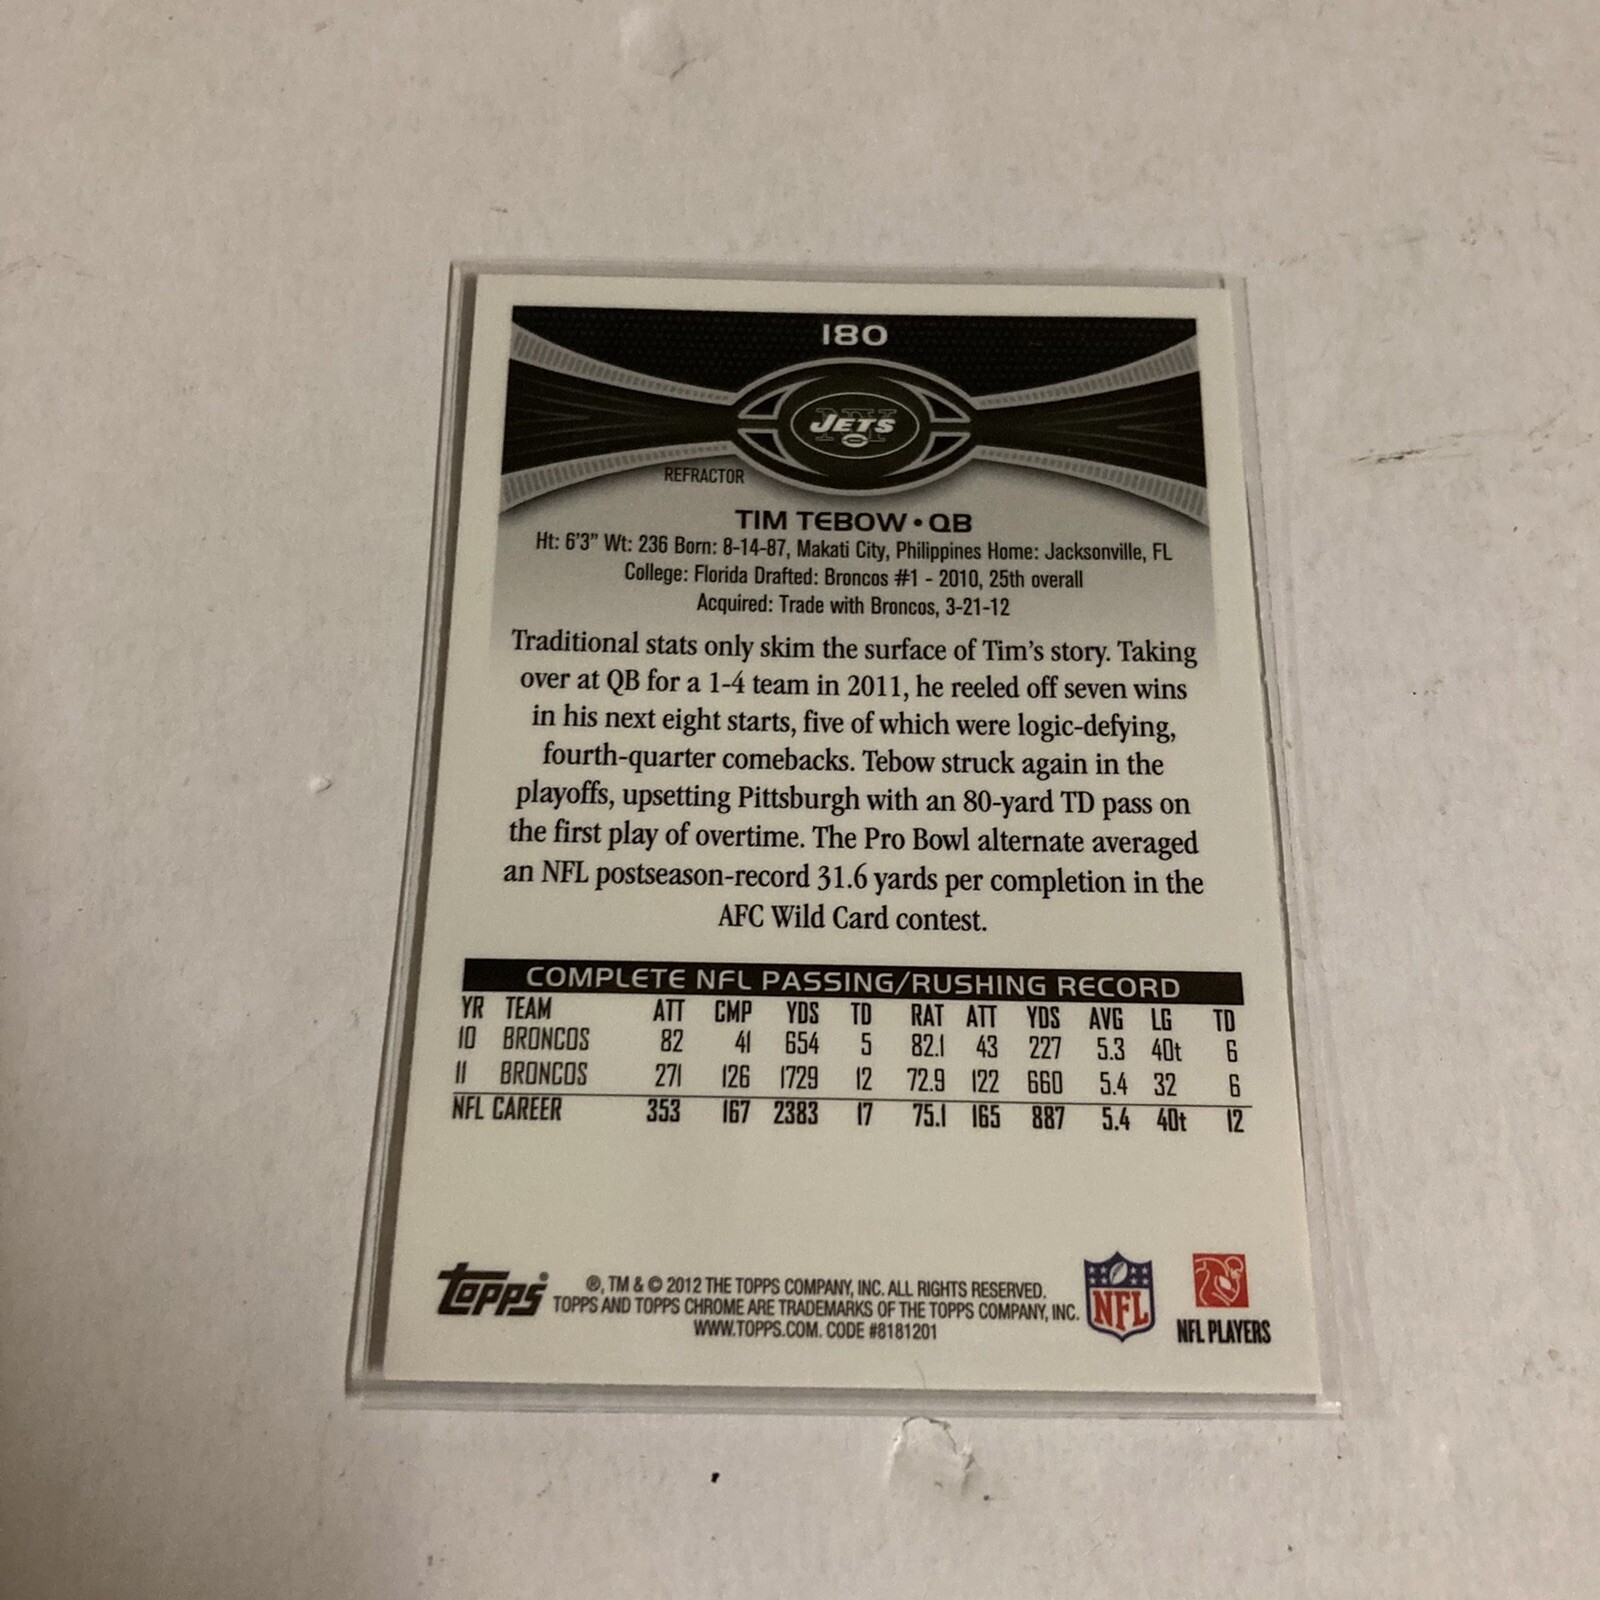 180
NY
JETS
REFRACTOR
TIM TEBOW • QB
Ht: 6'3" Wt: 236 Born: 8-14-87, Makati City, Philippines Home: Jacksonville, FL
College: Florida Drafted: Broncos #1 - 2010, 25th overall
Acquired: Trade with Broncos, 3-21-12
Traditional stats only skim the surface of Tim's story. Taking
over at QB for a 1-4 team in 2011, he reeled off seven wins
in his next eight starts, five of which were logic-defying,
fourth-quarter comebacks. Tebow struck again in the
playoffs, upsetting Pittsburgh with an 80-yard TD pass on
the first play of overtime. The Pro Bowl alternate averaged
an NFL postseason-record 31.6 yards per completion in the
AFC Wild Card contest.
COMPLETE NFL PASSING/RUSHING RECORD
YR TEAM ATT CMP YDS TD RAT ATT YDS AVG LG TD
10 BRONCOS 82 41 654 5 82.1 43 227 5.3 40t 6
11 BRONCOS 271 126 1729 12 72.9 122 660 5.4 32 6
NFL CAREER 353 167 2383 17 75.1 165 887 5.4 40t 12
topps®
®, TM & © 2012 THE TOPPS COMPANY, INC. ALL RIGHTS RESERVED.
TOPPS AND TOPPS CHROME ARE TRADEMARKS OF THE TOPPS COMPANY, INC.
WWW.TOPPS.COM. CODE #8181201
NFL
NFL PLAYERS